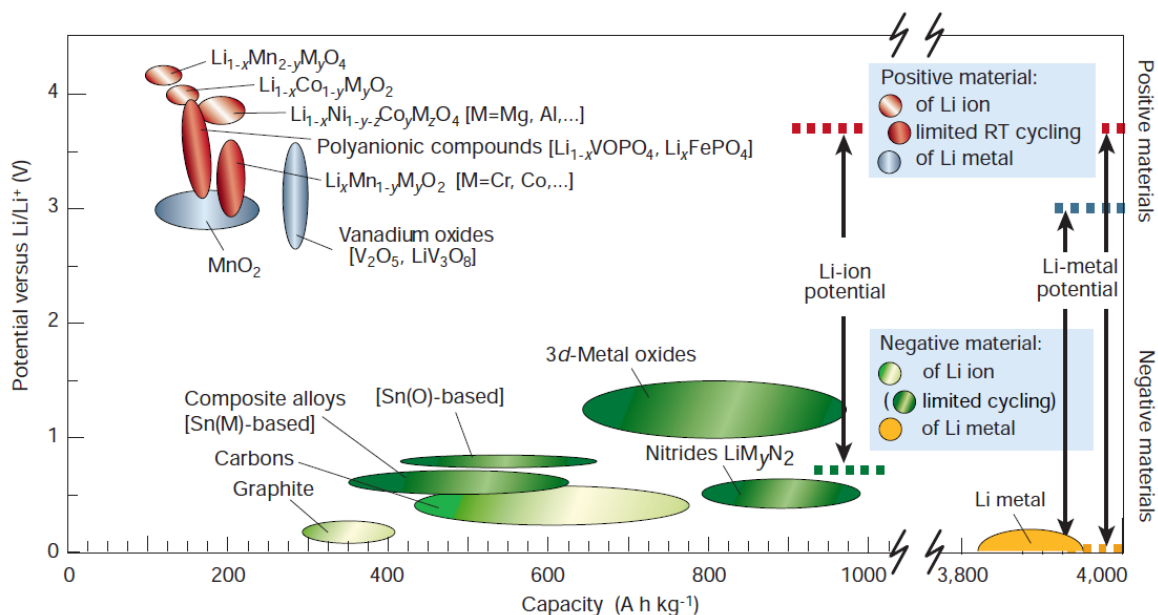 Potential versus Li/Li⁺ (V)
4
3
2
1
0
Li₁₋ₓMn₂₋yMyO₄
Li₁₋ₓCo₁₋yMyO₂
Li₁₋ₓNi₁₋y₋zCoyMzO₄ [M=Mg, Al,...]
Polyanionic compounds [Li₁₋ₓVOPO₄, LiₓFePO₄]
LiₓMn₁₋yMyO₂ [M=Cr, Co,...]
Vanadium oxides
[V₂O₅, LiV₃O₈]
MnO₂
Positive material:
of Li ion
limited RT cycling
of Li metal
Positive materials
Li-ion
potential
Li-metal
potential
Negative material:
of Li ion
( limited cycling)
of Li metal
Negative materials
3d-Metal oxides
[Sn(O)-based]
Composite alloys
[Sn(M)-based]
Carbons
Graphite
Nitrides LiMyN₂
Li metal
0 200 400 600 800 1000 3,800 4,000
Capacity (A h kg⁻¹)